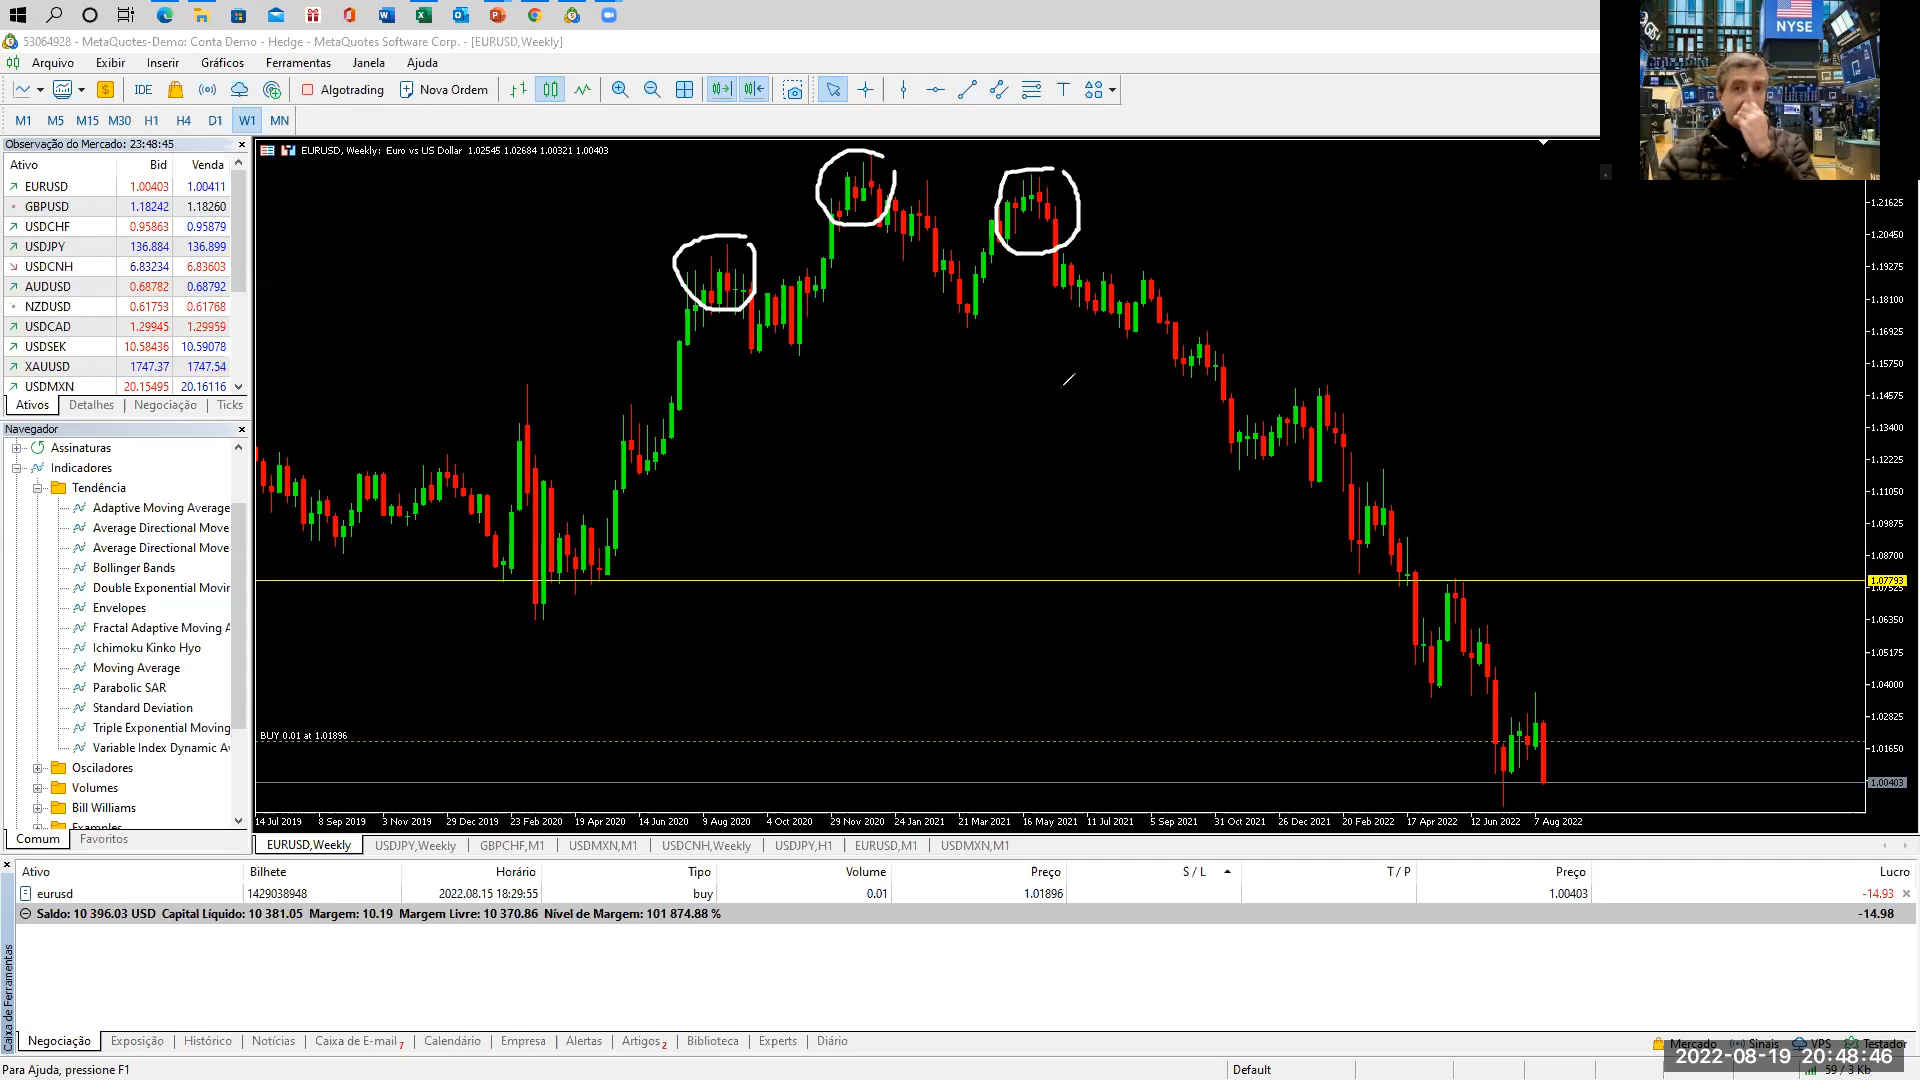 53064928 - MetaQuotes-Demo: Conta Demo - Hedge - MetaQuotes Software Corp. - [EURUSD,Weekly]
Arquivo Exibir Inserir Gráficos Ferramentas Janela Ajuda
IDE Algotrading Nova Ordem
M1 M5 M15 M30 H1 H4 D1 W1 MN
Observação do Mercado: 23:48:45
Ativo Bid Venda
EURUSD 1.00403 1.00411
GBPUSD 1.18242 1.18260
USDCHF 0.95863 0.95879
USDJPY 136.884 136.899
USDCNH 6.83234 6.83603
AUDUSD 0.68782 0.68792
NZDUSD 0.61753 0.61768
USDCAD 1.29945 1.29959
USDSEK 10.58436 10.59078
XAUUSD 1747.37 1747.54
USDMXN 20.15495 20.16116
Ativos Detalhes Negociação Ticks
Navegador
Assinaturas
Indicadores
Tendência
Adaptive Moving Average
Average Directional Move
Average Directional Move
Bollinger Bands
Double Exponential Movir
Envelopes
Fractal Adaptive Moving A
Ichimoku Kinko Hyo
Moving Average
Parabolic SAR
Standard Deviation
Triple Exponential Moving
Variable Index Dynamic Av
Osciladores
Volumes
Bill Williams
Examples
Comum Favoritos
EURUSD, Weekly: Euro vs US Dollar 1.02545 1.02684 1.00321 1.00403
BUY 0.01 at 1.01896
1.21625
1.20450
1.19275
1.18100
1.16925
1.15750
1.14575
1.13400
1.12225
1.11050
1.09875
1.08700
1.07793
1.07525
1.06350
1.05175
1.04000
1.02825
1.01650
1.00403
14 Jul 2019 8 Sep 2019 3 Nov 2019 29 Dec 2019 23 Feb 2020 19 Apr 2020 14 Jun 2020 9 Aug 2020 4 Oct 2020 29 Nov 2020 24 Jan 2021 21 Mar 2021 16 May 2021 11 Jul 2021 5 Sep 2021 31 Oct 2021 26 Dec 2021 20 Feb 2022 17 Apr 2022 12 Jun 2022 7 Aug 2022
EURUSD,Weekly USDJPY,Weekly GBPCHF,M1 USDMXN,M1 USDCNH,Weekly USDJPY,H1 EURUSD,M1 USDMXN,M1
NYSE
Ativo Bilhete Horário Tipo Volume Preço S / L T / P Preço Lucro
eurusd 1429038948 2022.08.15 18:29:55 buy 0.01 1.01896 1.00403 -14.93
Saldo: 10 396.03 USD Capital Líquido: 10 381.05 Margem: 10.19 Margem Livre: 10 370.86 Nível de Margem: 101 874.88 % -14.98
Caixa de Ferramentas
Negociação Exposição Histórico Notícias Caixa de E-mail 7 Calendário Empresa Alertas Artigos 2 Biblioteca Experts Diário
Mercado Sinais VPS Testador
2022-08-19 20:48:46
Para Ajuda, pressione F1 Default 59 / 3 Kb